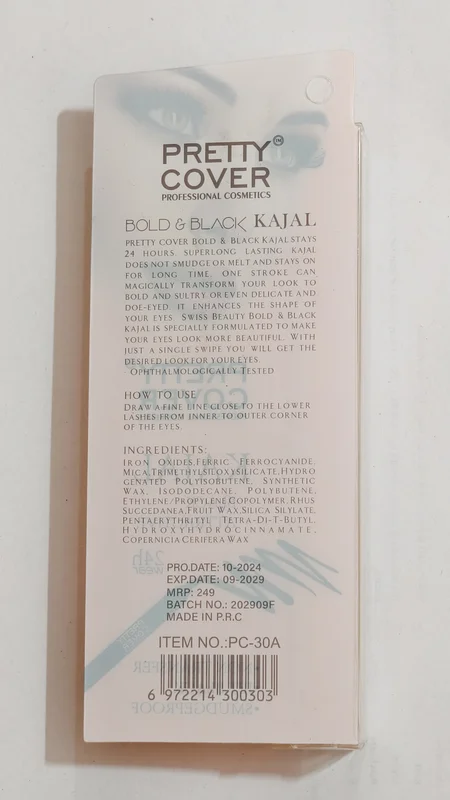 PRETTY™
COVER
PROFESSIONAL COSMETICS
BOLD & BLACK KAJAL
PRETTY COVER BOLD & BLACK KAJAL STAYS
24 HOURS. SUPERLONG LASTING KAJAL
DOES NOT SMUDGE OR MELT AND STAYS ON
FOR LONG TIME. ONE STROKE CAN
MAGICALLY TRANSFORM YOUR LOOK TO
BOLD AND SULTRY OR EVEN DELICATE AND
DOE-EYED IT ENHANCES THE SHAPE OF
YOUR EYES. SWISS BEAUTY BOLD & BLACK
KAJAL IS SPECIALLY FORMULATED TO MAKE
YOUR EYES LOOK MORE BEAUTIFUL. WITH
JUST A SINGLE SWIPE YOU WILL GET THE
DESIRED LOOK FOR YOUR EYES
OPHTHALMOLOGICALLY TESTED
HOW TO USE
DRAW A FINE LINE CLOSE TO THE LOWER
LASHES FROM INNER TO OUTER CORNER
OF THE EYES.
INGREDIENTS:
IRON OXIDES,FERRIC FERROCYANIDE,
MICA,TRIMETHYLSILOXYSILICATE,HYDRO
GENATED POLYISOBUTENE, SYNTHETIC
WAX, ISODODECANE, POLYBUTENE,
ETHYLENE/PROPYLENE COPOLYMER,RHUS
SUCCEDANEA,FRUIT WAX,SILICA SILYLATE,
PENTAERYTHRITYL TETRA-DI-T-BUTYL,
HYDROXYHYDROCINNAMATE,
COPERNICIA CERIFERA WAX
PRO.DATE: 10-2024
EXP.DATE: 09-2029
MRP: 249
BATCH NO.: 202909F
MADE IN P.R.C
ITEM NO.:PC-30A
6 972214 300303
PRETTY
COVER
24h
•SMUDGEPROOF